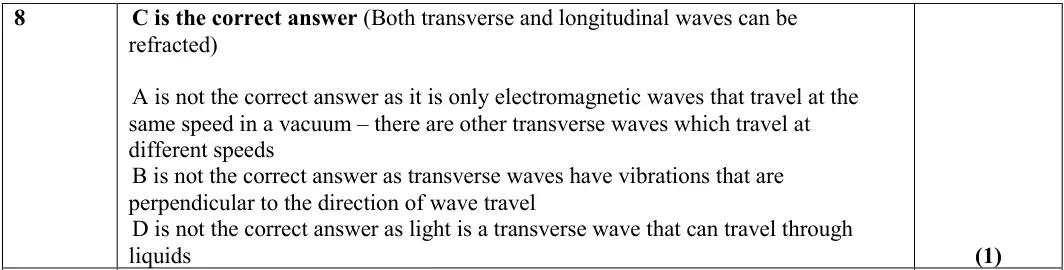 8
C is the correct answer (Both transverse and longitudinal waves can be
refracted)
A is not the correct answer as it is only electromagnetic waves that travel at the
same speed in a vacuum – there are other transverse waves which travel at
different speeds
B is not the correct answer as transverse waves have vibrations that are
perpendicular to the direction of wave travel
D is not the correct answer as light is a transverse wave that can travel through
liquids
(1)